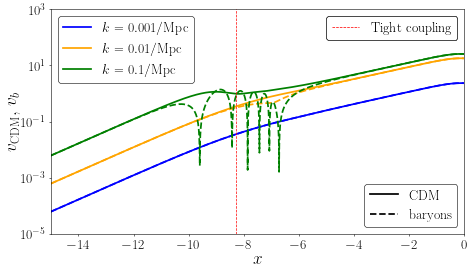 10³
10¹
10⁻¹
10⁻³
10⁻⁵
v_CDM, v_b
k = 0.001/Mpc
k = 0.01/Mpc
k = 0.1/Mpc
Tight coupling
CDM
baryons
−14 −12 −10 −8 −6 −4 −2 0
x